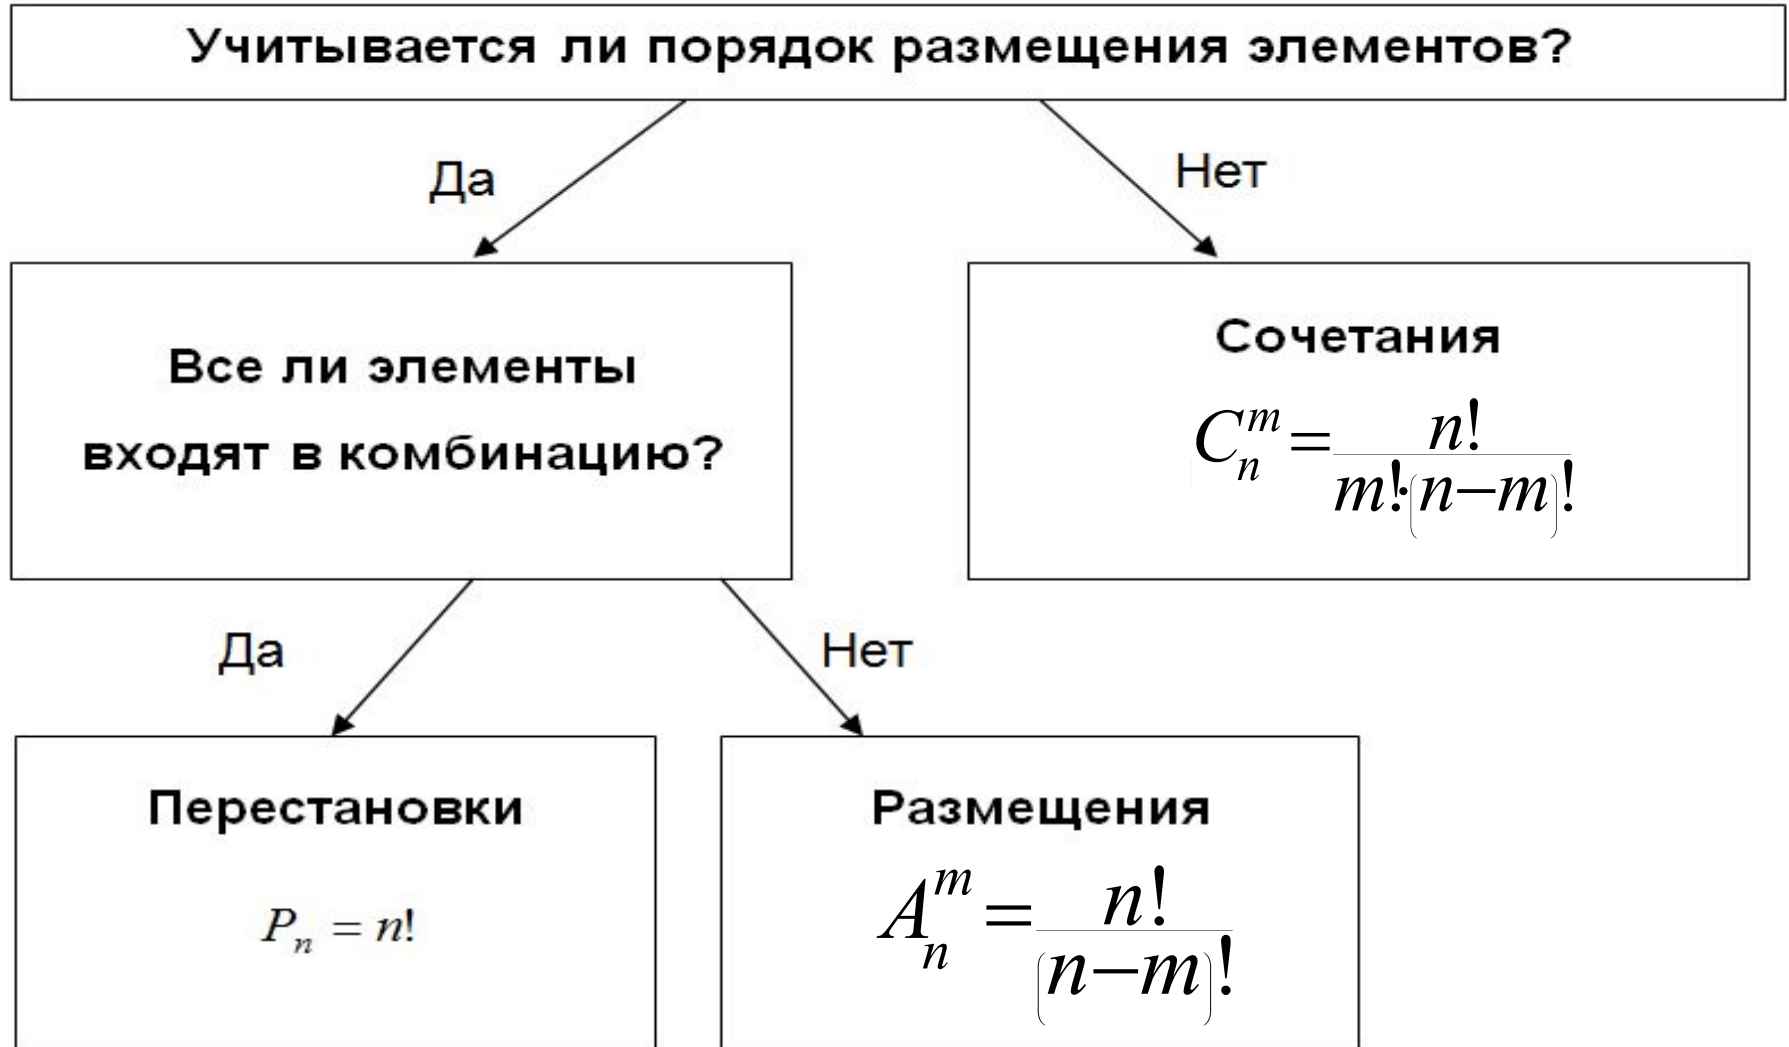 Учитывается ли порядок размещения элементов?
Да
Нет
Все ли элементы
входят в комбинацию?
Сочетания
C_n^m = n! / m!·(n−m)!
Да
Нет
Перестановки
P_n = n!
Размещения
A_n^m = n! / (n−m)!